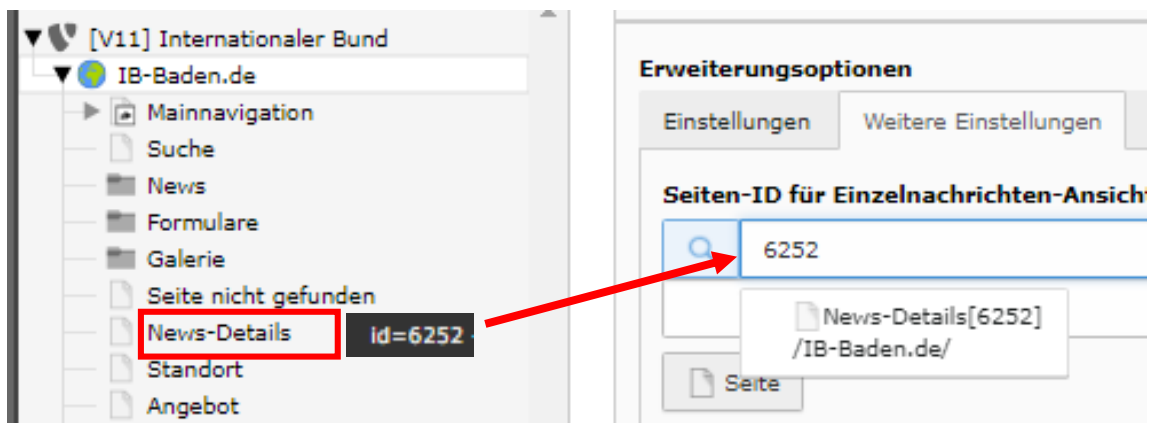 [V11] Internationaler Bund
IB-Baden.de
Mainnavigation
Suche
News
Formulare
Galerie
Seite nicht gefunden
News-Details
id=6252
Standort
Angebot
Erweiterungsoptionen
Einstellungen
Weitere Einstellungen
Seiten-ID für Einzelnachrichten-Ansich
6252
News-Details[6252]
/IB-Baden.de/
Seite